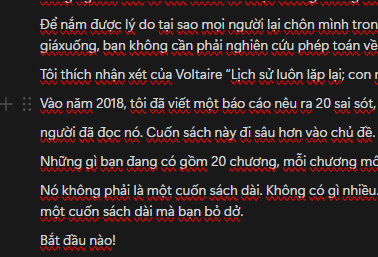 Để nắm được lý do tại sao mọi người lại chôn mình tron
giáxuống, bạn không cần phải nghiên cứu phép toán về
Tôi thích nhận xét của Voltaire “Lịch sử luôn lặp lại; con n
Vào năm 2018, tôi đã viết một báo cáo nêu ra 20 sai sót,
người đã đọc nó. Cuốn sách này đi sâu hơn vào chủ đề.
Những gì bạn đang có gồm 20 chương, mỗi chương mô
Nó không phải là một cuốn sách dài. Không có gì nhiều.
một cuốn sách dài mà bạn bỏ dở.
Bắt đầu nào!